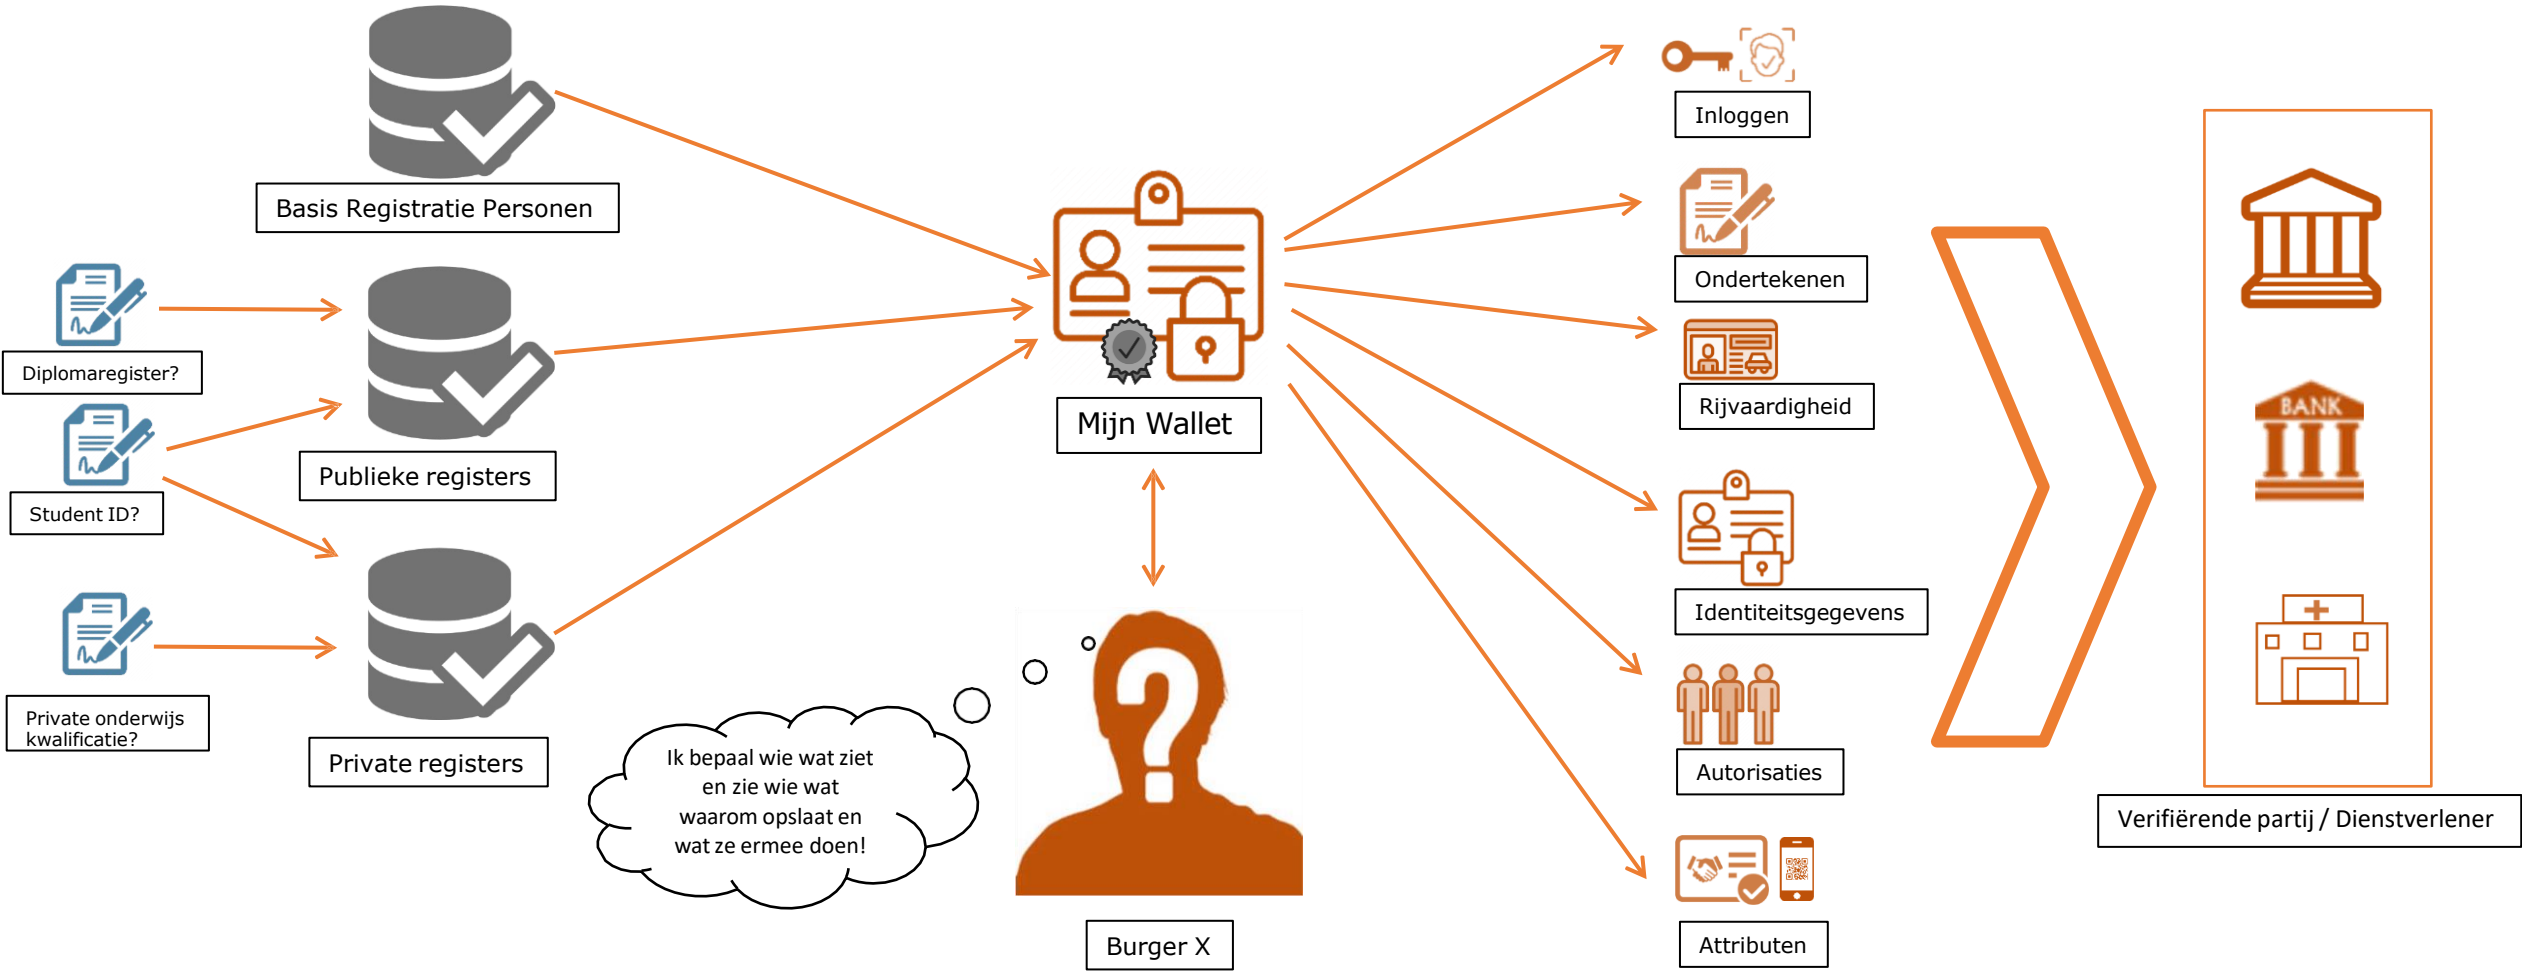 Basis Registratie Personen
Diplomaregister?
Publieke registers
Student ID?
Private onderwijs
kwalificatie?
Private registers
Mijn Wallet
Ik bepaal wie wat ziet
en zie wie wat
waarom opslaat en
wat ze ermee doen!
Burger X
Inloggen
Ondertekenen
Rijvaardigheid
Identiteitsgegevens
Autorisaties
Attributen
BANK
Verifiërende partij / Dienstverlener